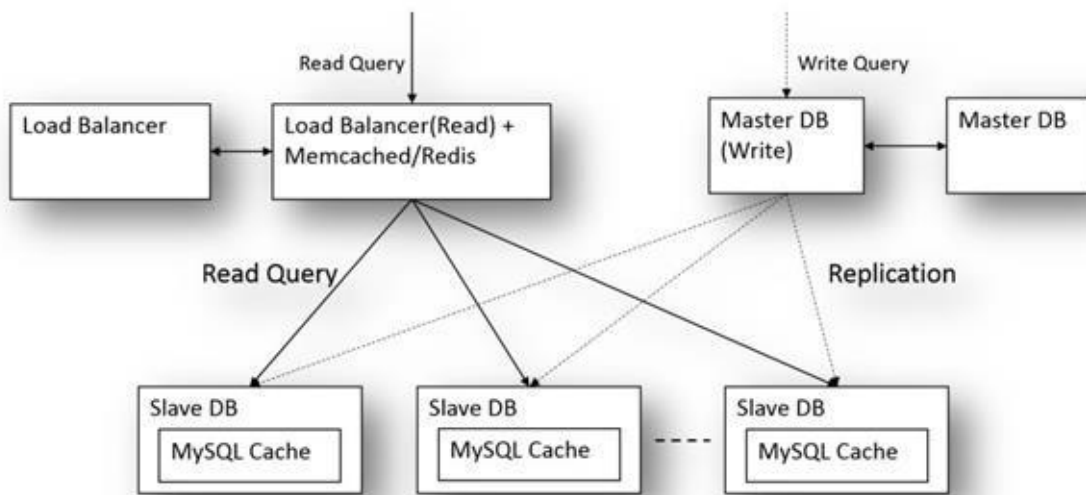 Read Query
Write Query
Load Balancer
Load Balancer(Read) +
Memcached/Redis
Master DB
(Write)
Master DB
Read Query
Replication
Slave DB
MySQL Cache
Slave DB
MySQL Cache
Slave DB
MySQL Cache